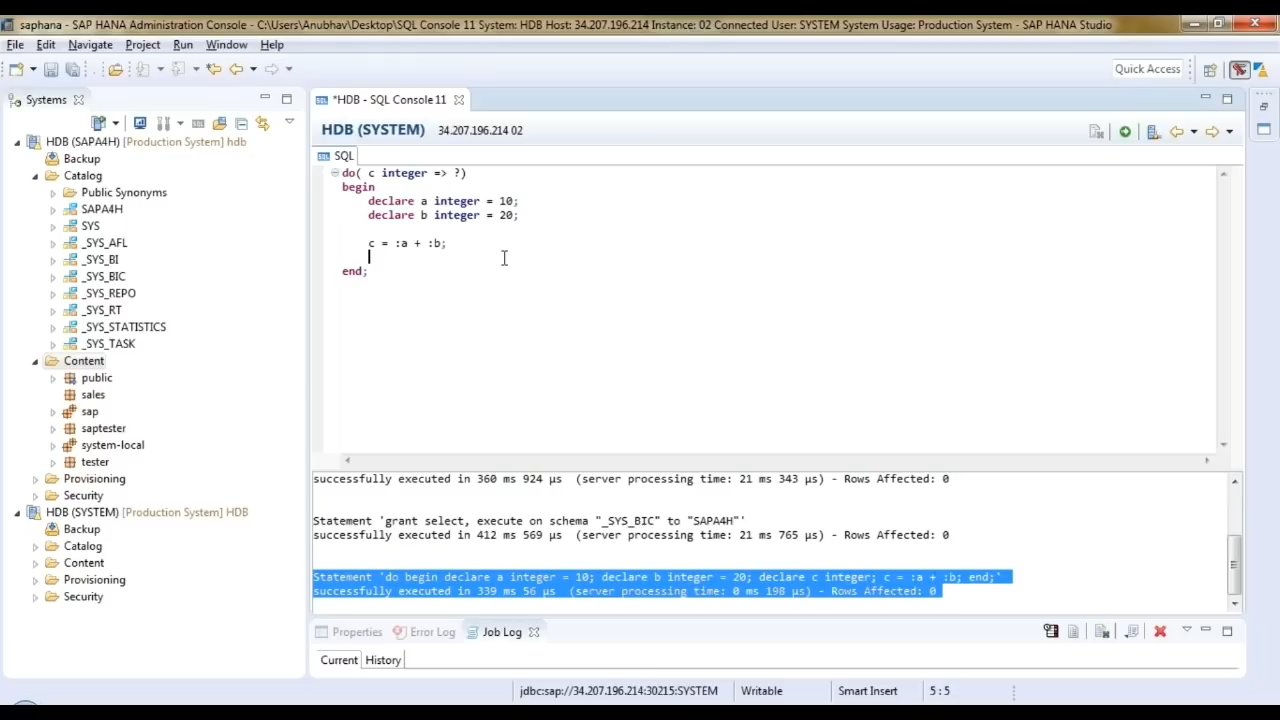 saphana - SAP HANA Administration Console - C:\Users\Anubhav\Desktop\SQL Console 11 System: HDB Host: 34.207.196.214 Instance: 02 Connected User: SYSTEM System Usage: Production System - SAP HANA Studio
File Edit Navigate Project Run Window Help
Quick Access
Systems
HDB (SAPA4H) [Production System] hdb
Backup
Catalog
Public Synonyms
SAPA4H
SYS
_SYS_AFL
_SYS_BI
_SYS_BIC
_SYS_REPO
_SYS_RT
_SYS_STATISTICS
_SYS_TASK
Content
public
sales
sap
saptester
system-local
tester
Provisioning
Security
HDB (SYSTEM) [Production System] HDB
Backup
Catalog
Content
Provisioning
Security
*HDB - SQL Console 11
HDB (SYSTEM) 34.207.196.214 02
SQL
do( c integer => ?)
begin
declare a integer = 10;
declare b integer = 20;
c = :a + :b;
end;
successfully executed in 360 ms 924 µs (server processing time: 21 ms 343 µs) - Rows Affected: 0
Statement 'grant select, execute on schema "_SYS_BIC" to "SAPA4H"'
successfully executed in 412 ms 569 µs (server processing time: 21 ms 765 µs) - Rows Affected: 0
Statement 'do begin declare a integer = 10; declare b integer = 20; declare c integer; c = :a + :b; end;'
successfully executed in 339 ms 56 µs (server processing time: 0 ms 198 µs) - Rows Affected: 0
Properties Error Log Job Log
Current History
jdbc:sap://34.207.196.214:30215:SYSTEM Writable Smart Insert 5 : 5